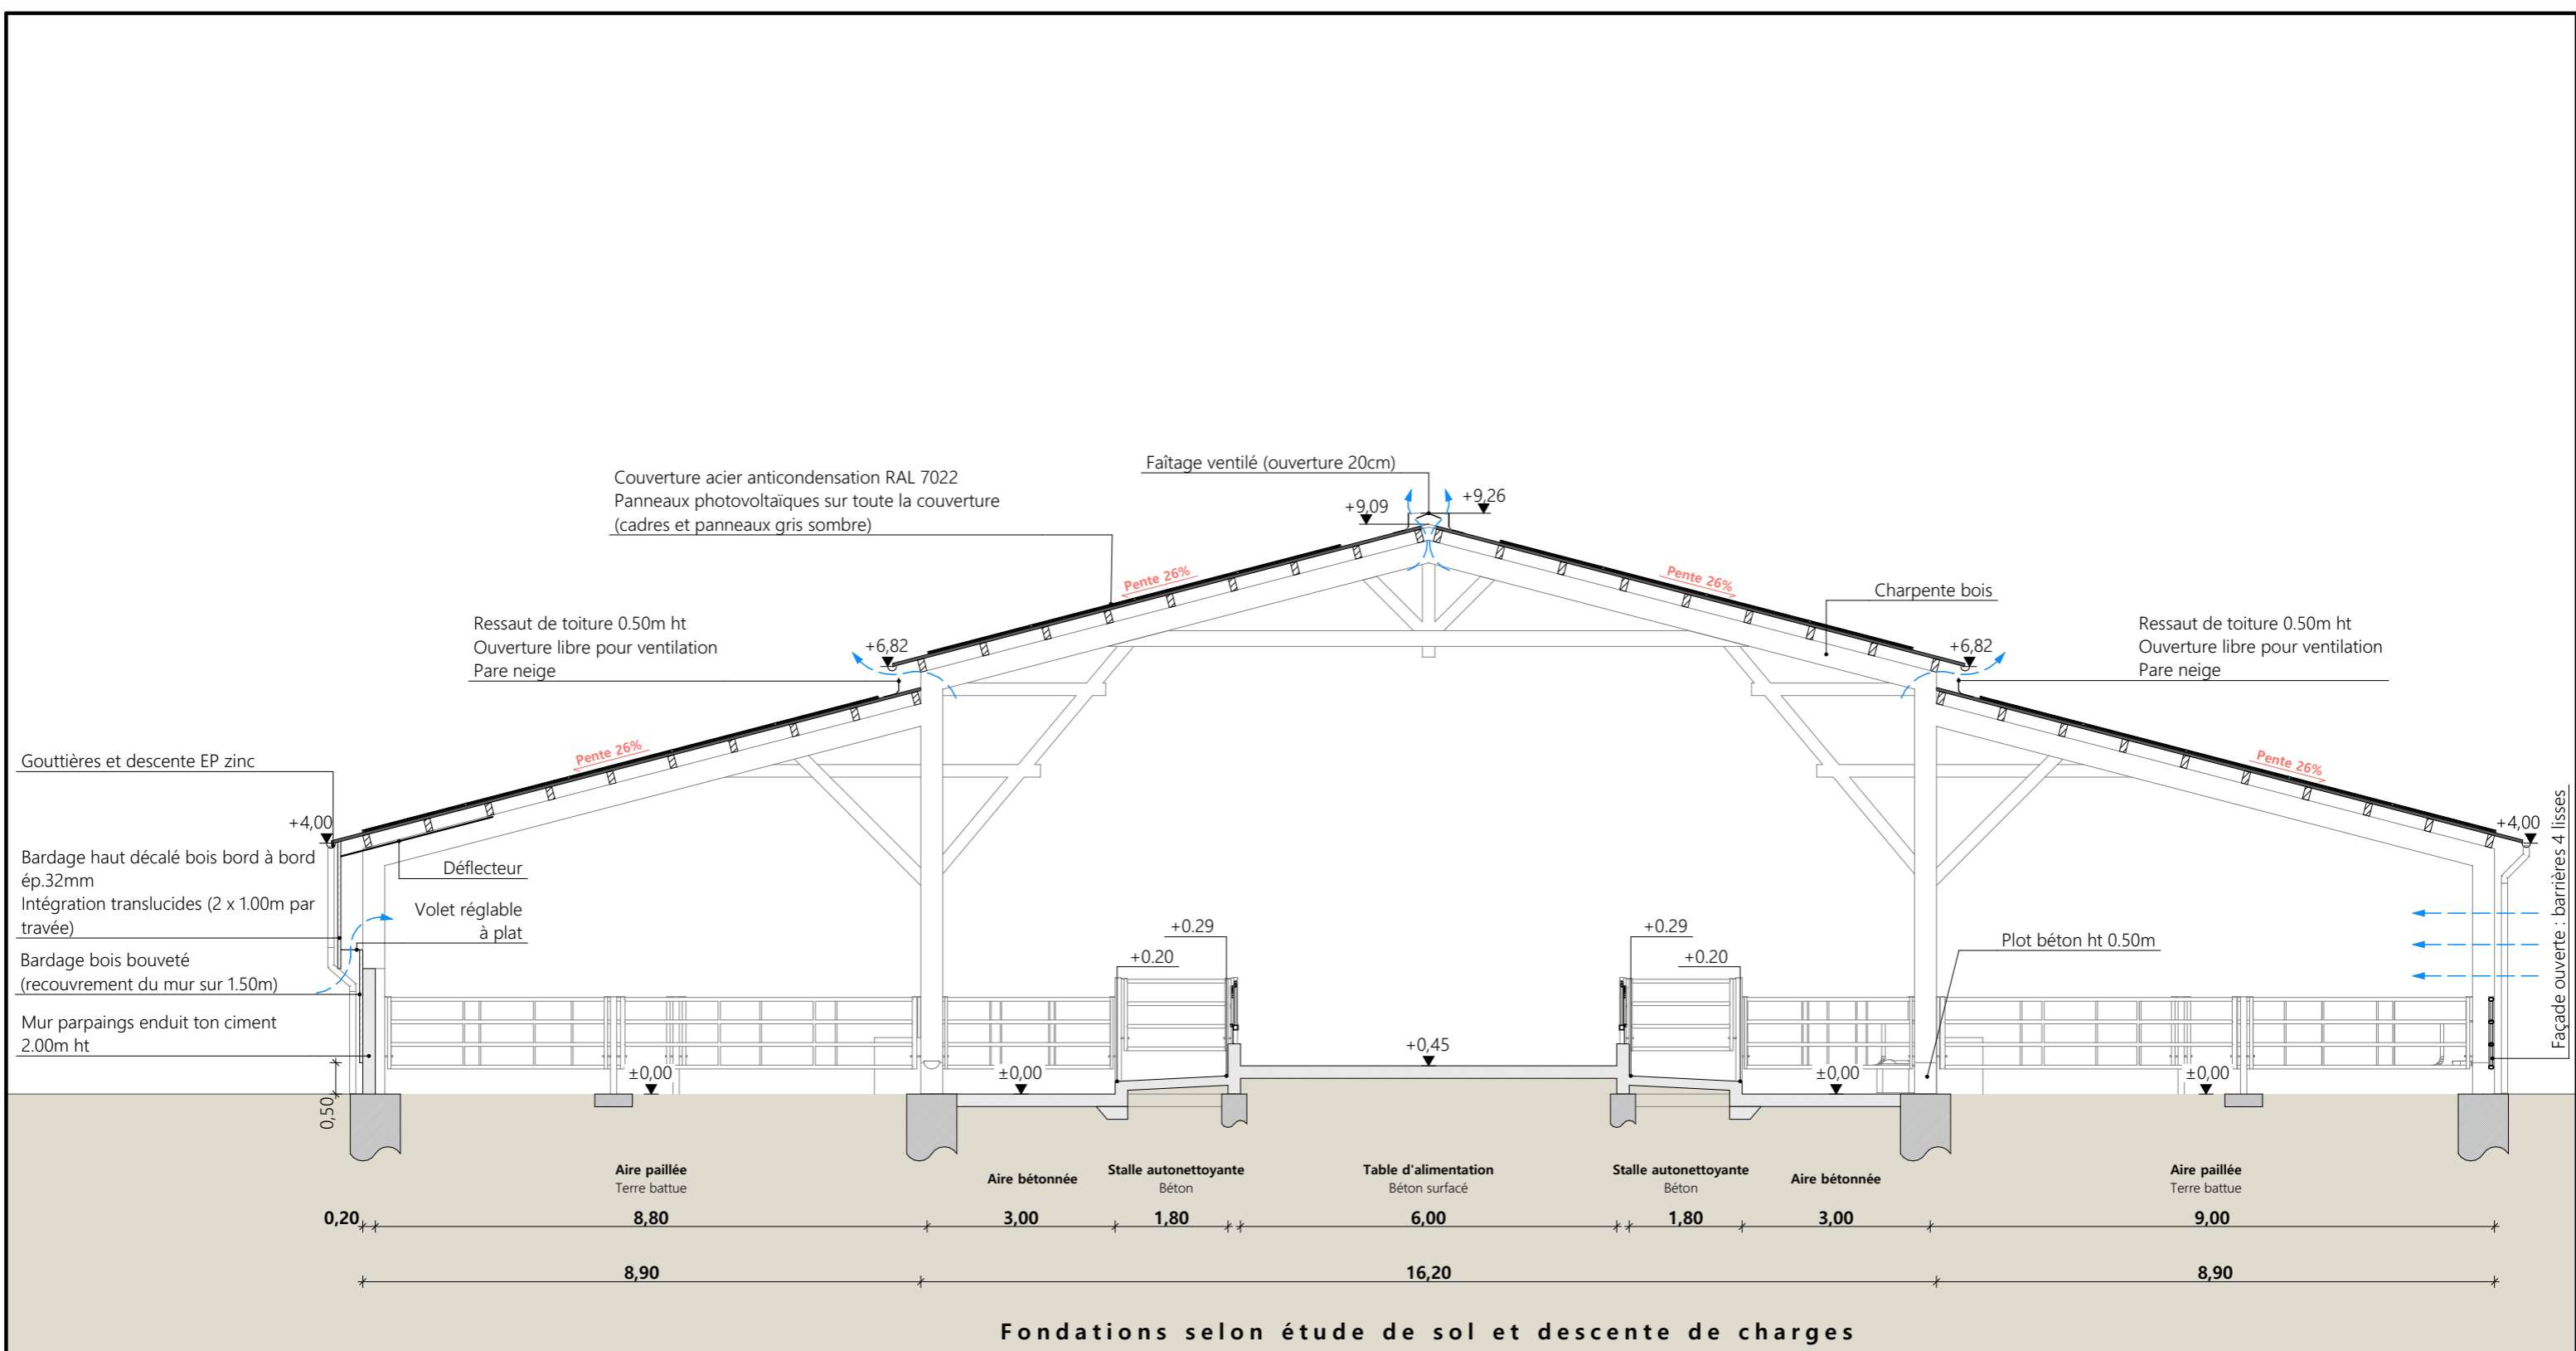 Faîtage ventilé (ouverture 20cm)
Couverture acier anticondensation RAL 7022
Panneaux photovoltaïques sur toute la couverture
(cadres et panneaux gris sombre)
+9,09
+9,26
Pente 26%
Pente 26%
Charpente bois
Ressaut de toiture 0.50m ht
Ouverture libre pour ventilation
Pare neige
+6,82
+6,82
Ressaut de toiture 0.50m ht
Ouverture libre pour ventilation
Pare neige
Pente 26%
Pente 26%
Gouttières et descente EP zinc
+4,00
+4,00
Bardage haut décalé bois bord à bord
ép.32mm
Intégration translucides (2 x 1.00m par
travée)
Déflecteur
Volet réglable
à plat
Bardage bois bouveté
(recouvrement du mur sur 1.50m)
Mur parpaings enduit ton ciment
2.00m ht
+0.29
+0.20
+0.29
+0.20
Plot béton ht 0.50m
Façade ouverte : barrières 4 lisses
+0,45
±0,00
±0,00
±0,00
±0,00
0,50
Aire paillée
Terre battue
Aire bétonnée
Stalle autonettoyante
Béton
Table d'alimentation
Béton surfacé
Stalle autonettoyante
Béton
Aire bétonnée
Aire paillée
Terre battue
0,20 8,80 3,00 1,80 6,00 1,80 3,00 9,00
8,90 16,20 8,90
Fondations selon étude de sol et descente de charges